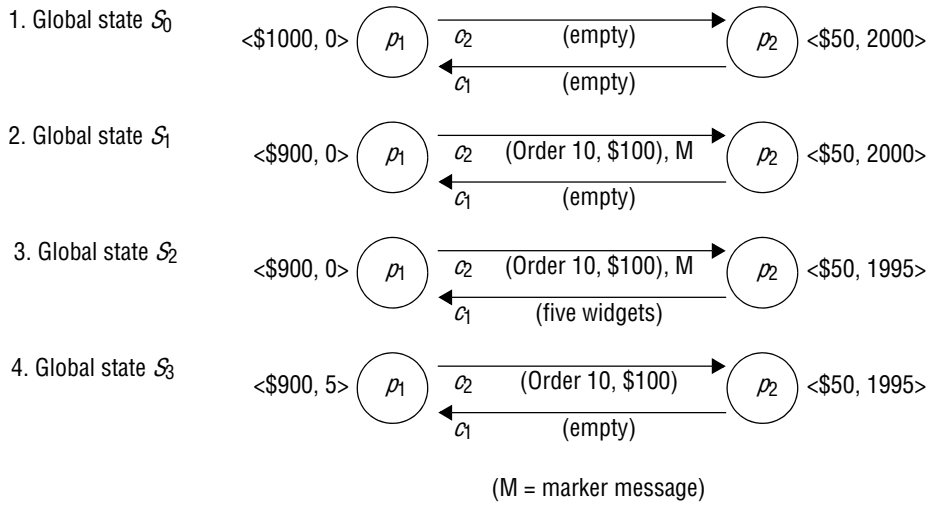 1. Global state S0
<$1000, 0> p1 c2 (empty) p2 <$50, 2000>
c1 (empty)
2. Global state S1
<$900, 0> p1 c2 (Order 10, $100), M p2 <$50, 2000>
c1 (empty)
3. Global state S2
<$900, 0> p1 c2 (Order 10, $100), M p2 <$50, 1995>
c1 (five widgets)
4. Global state S3
<$900, 5> p1 c2 (Order 10, $100) p2 <$50, 1995>
c1 (empty)
(M = marker message)